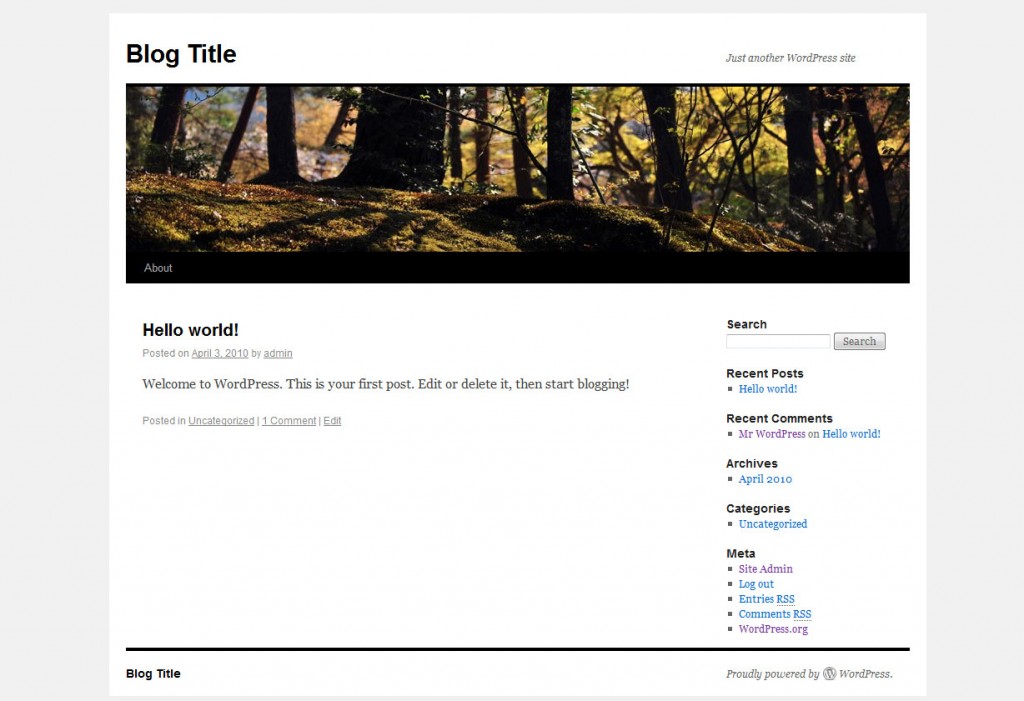 Blog Title
Just another WordPress site
About
Hello world!
Posted on April 3, 2010 by admin
Welcome to WordPress. This is your first post. Edit or delete it, then start blogging!
Posted in Uncategorized | 1 Comment | Edit
Search
Search
Recent Posts
Hello world!
Recent Comments
Mr WordPress on Hello world!
Archives
April 2010
Categories
Uncategorized
Meta
Site Admin
Log out
Entries RSS
Comments RSS
WordPress.org
Blog Title
Proudly powered by WordPress.